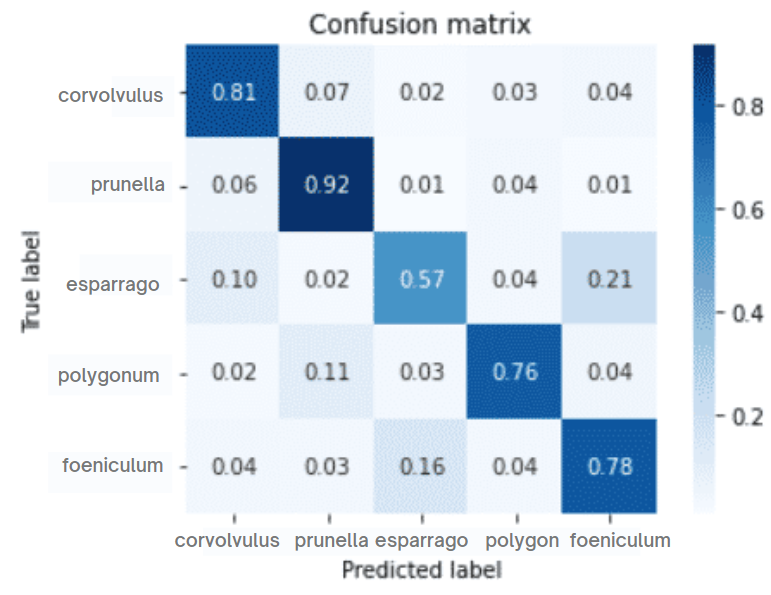 Confusion matrix
corvolvulus 0.81 0.07 0.02 0.03 0.04
0.8
prunella 0.06 0.92 0.01 0.04 0.01
0.6
True label
esparrago 0.10 0.02 0.57 0.04 0.21
0.4
polygonum 0.02 0.11 0.03 0.76 0.04
0.2
foeniculum 0.04 0.03 0.16 0.04 0.78
corvolvulus prunella esparrago polygon foeniculum
Predicted label